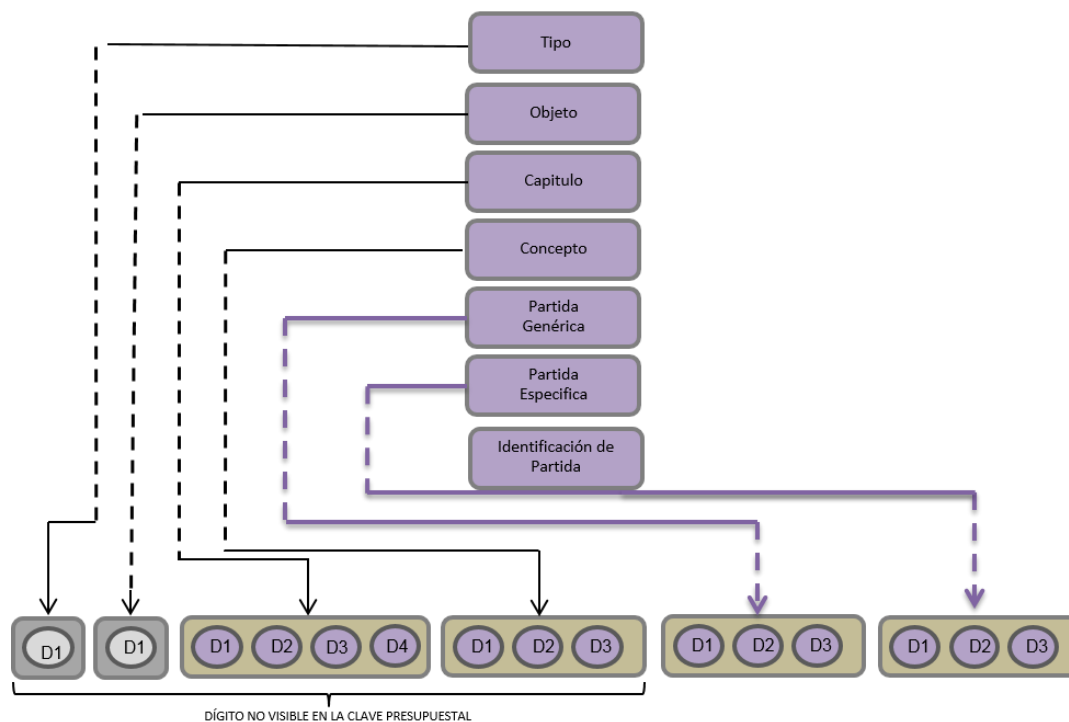 Tipo
Objeto
Capitulo
Concepto
Partida
Genérica
Partida
Especifica
Identificación de
Partida
D1
D1
D1 D2 D3 D4
D1 D2 D3
D1 D2 D3
D1 D2 D3
DÍGITO NO VISIBLE EN LA CLAVE PRESUPUESTAL